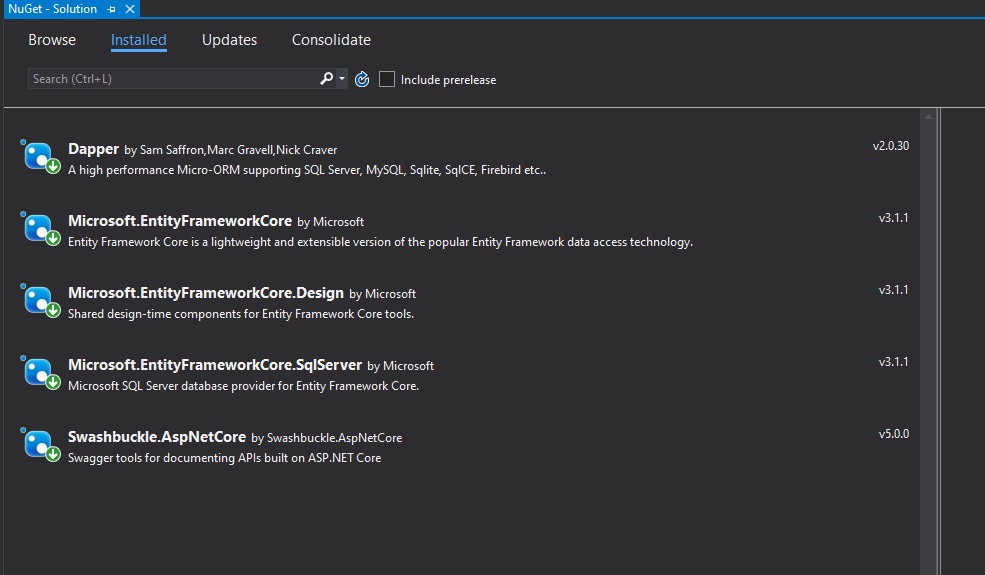 NuGet - Solution
Browse Installed Updates Consolidate
Search (Ctrl+L) Include prerelease
Dapper by Sam Saffron,Marc Gravell,Nick Craver v2.0.30
A high performance Micro-ORM supporting SQL Server, MySQL, Sqlite, SqlCE, Firebird etc..
Microsoft.EntityFrameworkCore by Microsoft v3.1.1
Entity Framework Core is a lightweight and extensible version of the popular Entity Framework data access technology.
Microsoft.EntityFrameworkCore.Design by Microsoft v3.1.1
Shared design-time components for Entity Framework Core tools.
Microsoft.EntityFrameworkCore.SqlServer by Microsoft v3.1.1
Microsoft SQL Server database provider for Entity Framework Core.
Swashbuckle.AspNetCore by Swashbuckle.AspNetCore v5.0.0
Swagger tools for documenting APIs built on ASP.NET Core